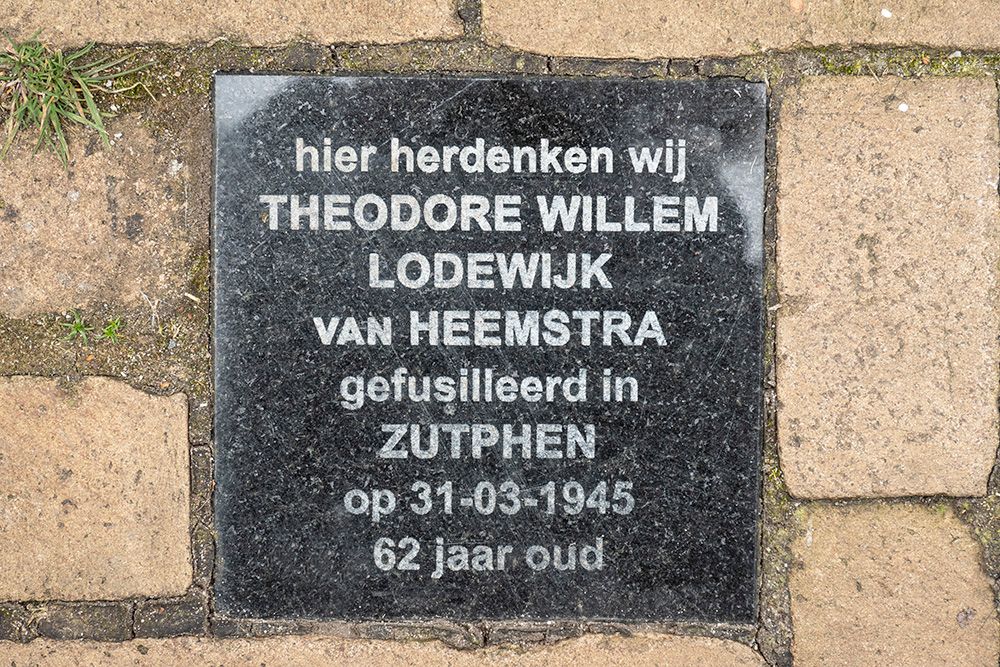 hier herdenken wij
THEODORE WILLEM
LODEWIJK
VAN HEEMSTRA
gefusilleerd in
ZUTPHEN
op 31-03-1945
62 jaar oud